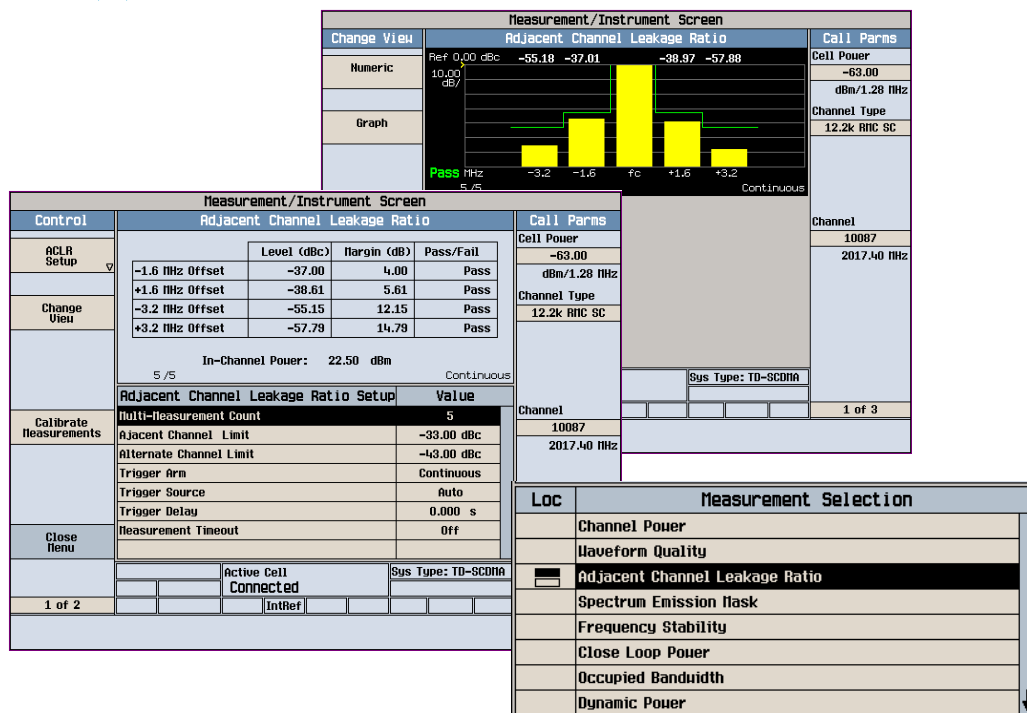 Measurement/Instrument Screen
Change View
Adjacent Channel Leakage Ratio
Call Parms
Numeric
Graph
Ref 0.00 dBc
-55.18 -37.01 -38.97 -57.88
10.00
dB/
Pass MHz -3.2 -1.6 fc +1.6 +3.2
5/5
Continuous
Cell Power
-63.00
dBm/1.28 MHz
Channel Type
12.2k RMC SC
Channel
10087
2017.40 MHz
Sys Type: TD-SCDMA
1 of 3
Measurement/Instrument Screen
Control
Adjacent Channel Leakage Ratio
Call Parms
ACLR
Setup
Change
View
Calibrate
Measurements
Close
Menu
1 of 2
Level (dBc) Margin (dB) Pass/Fail
-1.6 MHz Offset -37.00 4.00 Pass
+1.6 MHz Offset -38.61 5.61 Pass
-3.2 MHz Offset -55.15 12.15 Pass
+3.2 MHz Offset -57.79 14.79 Pass
In-Channel Power: 22.50 dBm
5/5
Continuous
Adjacent Channel Leakage Ratio Setup Value
Multi-Measurement Count 5
Ajacent Channel Limit -33.00 dBc
Alternate Channel Limit -43.00 dBc
Trigger Arm Continuous
Trigger Source Auto
Trigger Delay 0.000 s
Measurement Timeout Off
Active Cell
Connected
Sys Type: TD-SCDMA
IntRef
Cell Power
-63.00
dBm/1.28 MHz
Channel Type
12.2k RMC SC
Channel
10087
2017.40 MHz
Loc Measurement Selection
Channel Power
Waveform Quality
Adjacent Channel Leakage Ratio
Spectrum Emission Mask
Frequency Stability
Close Loop Power
Occupied Bandwidth
Dynamic Power